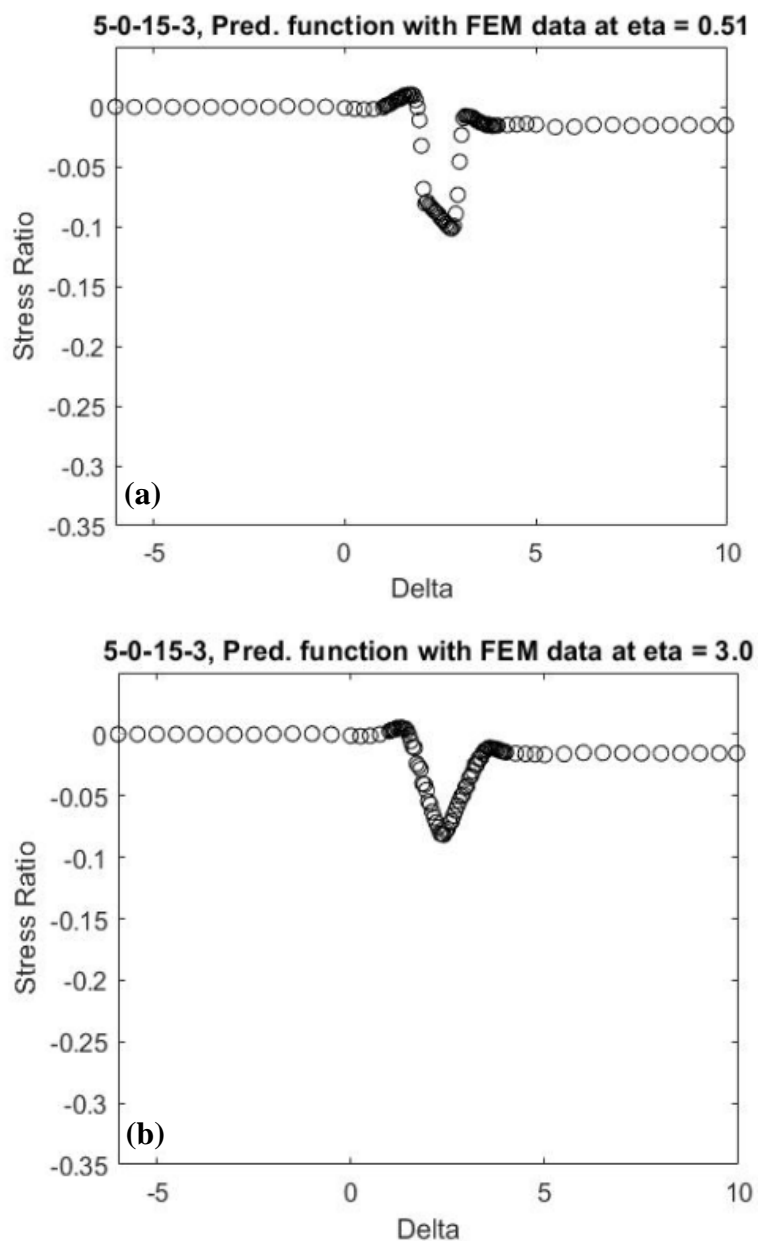 5-0-15-3, Pred. function with FEM data at eta = 0.51
0
-0.05
-0.1
-0.15
-0.2
-0.25
-0.3
-0.35
Stress Ratio
(a)
-5 0 5 10
Delta
5-0-15-3, Pred. function with FEM data at eta = 3.0
0
-0.05
-0.1
-0.15
-0.2
-0.25
-0.3
-0.35
Stress Ratio
(b)
-5 0 5 10
Delta